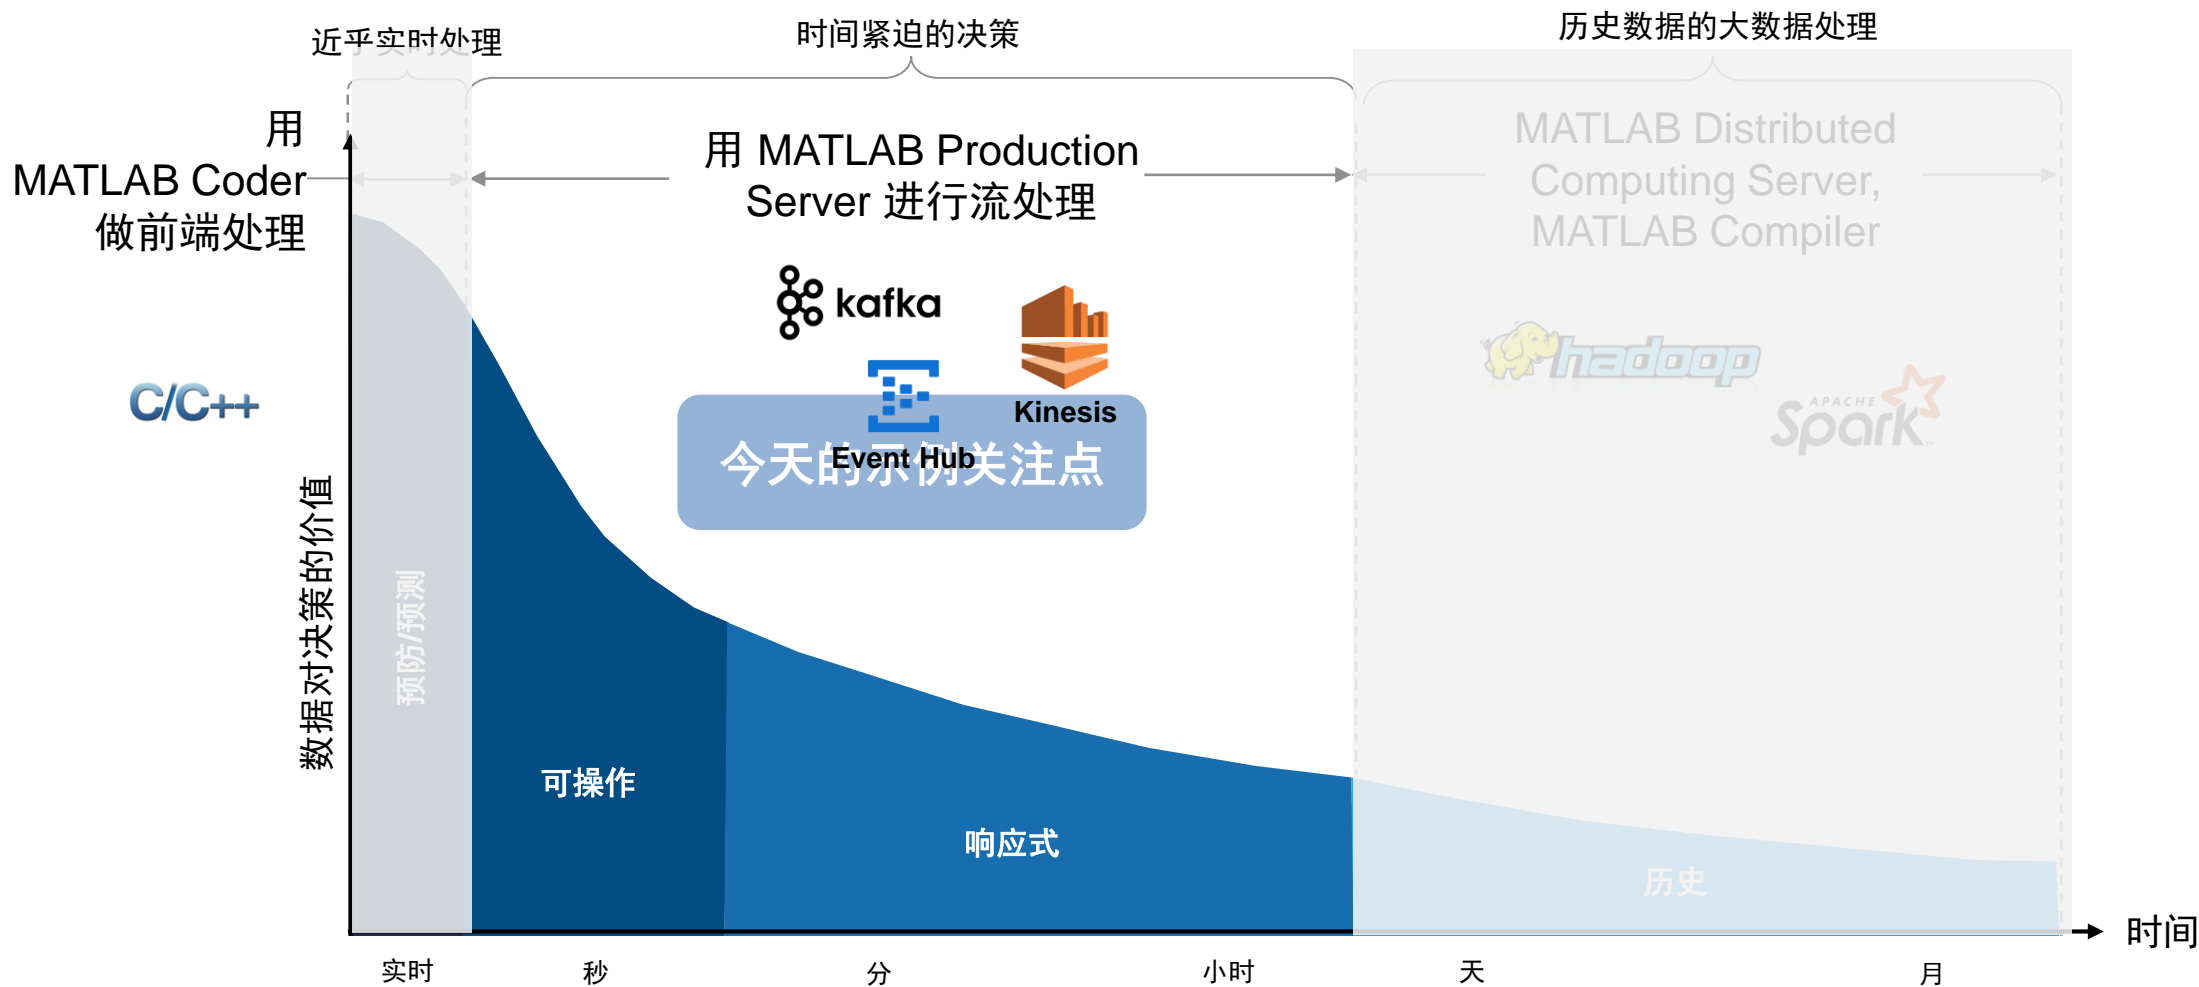 近乎实时处理
时间紧迫的决策
历史数据的大数据处理
用
MATLAB Coder
做前端处理
用 MATLAB Production
Server 进行流处理
MATLAB Distributed
Computing Server,
MATLAB Compiler
kafka
Kinesis
Event Hub
今天的示例关注点
hadoop
APACHE
Spark
TM
C/C++
数据对决策的价值
预防/预测
可操作
响应式
历史
时间
实时
秒
分
小时
天
月